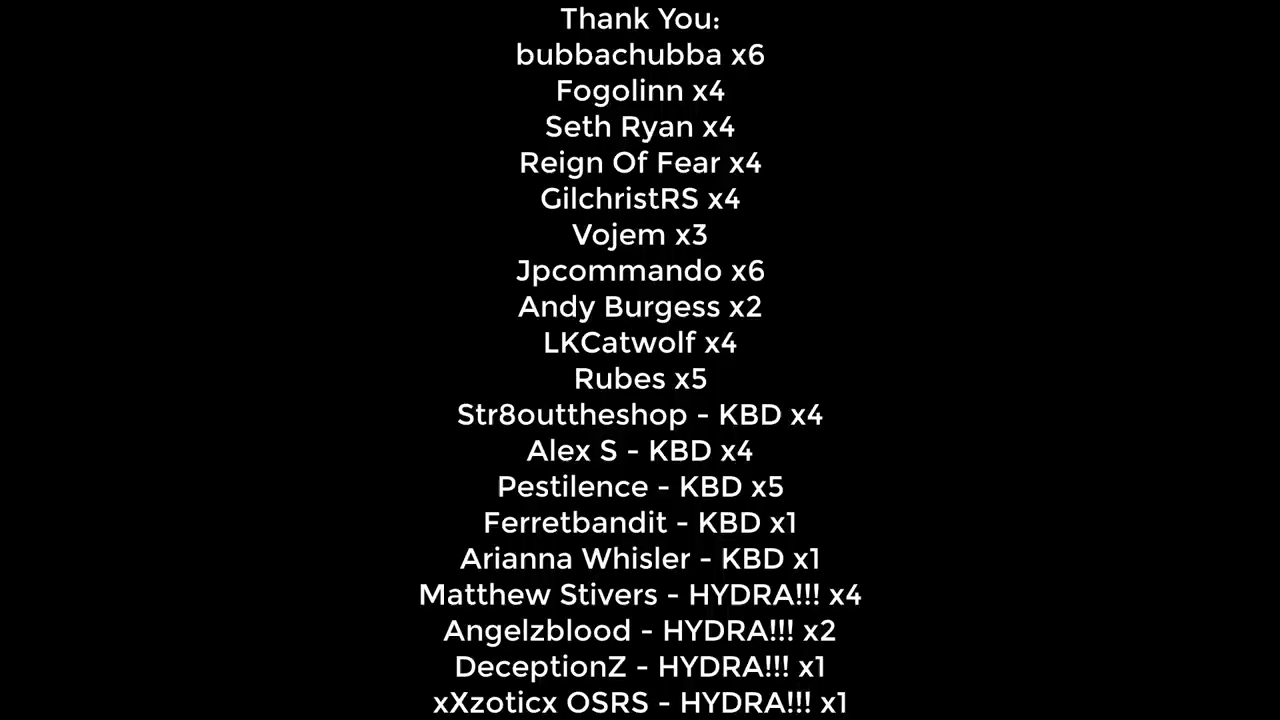 Thank You:
bubbachubba x6
Fogolinn x4
Seth Ryan x4
Reign Of Fear x4
GilchristRS x4
Vojem x3
Jpcommando x6
Andy Burgess x2
LKCatwolf x4
Rubes x5
Str8outtheshop - KBD x4
Alex S - KBD x4
Pestilence - KBD x5
Ferretbandit - KBD x1
Arianna Whisler - KBD x1
Matthew Stivers - HYDRA!!! x4
Angelzblood - HYDRA!!! x2
DeceptionZ - HYDRA!!! x1
xXzoticx OSRS - HYDRA!!! x1